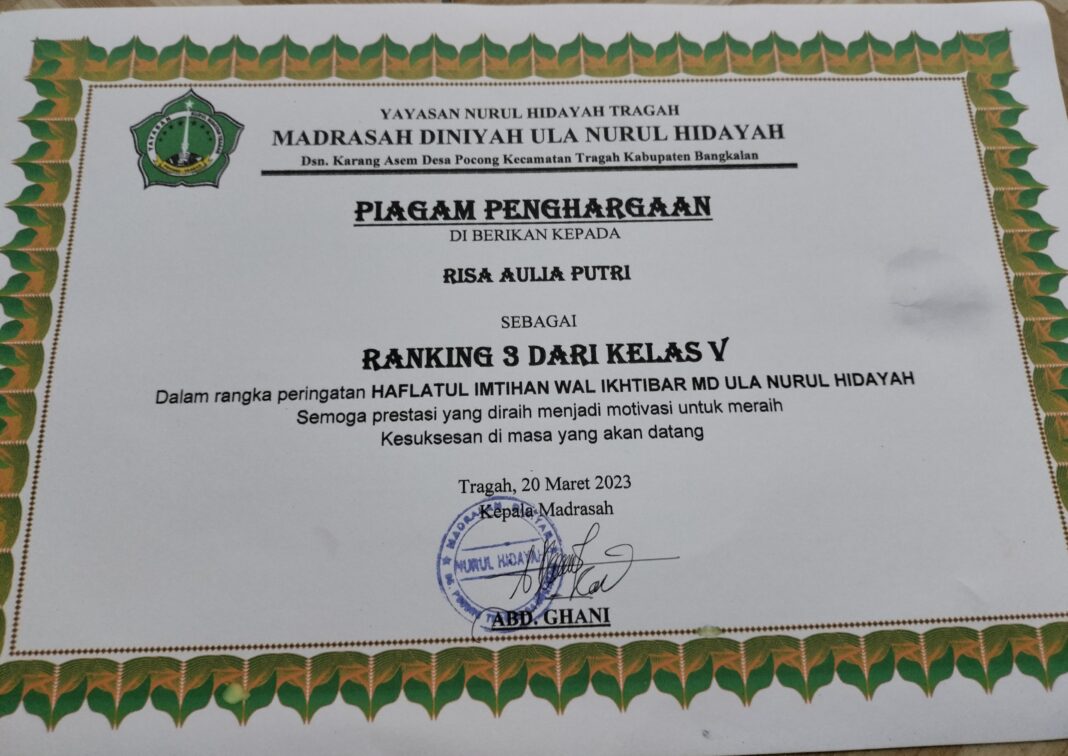 YAYASAN NURUL HIDAYAH TRAGAH
MADRASAH DINIYAH ULA NURUL HIDAYAH
Dsn. Karang Asem Desa Pocong Kecamatan Tragah Kabupaten Bangkalan
YAYASAN
PIAGAM PENGHARGAAN
DI BERIKAN KEPADA
RISA AULIA PUTRI
SEBAGAI
RANKING 3 DARI KELAS V
Dalam rangka peringatan HAFLATUL IMTIHAN WAL IKHTIBAR MD ULA NURUL HIDAYAH
Semoga prestasi yang diraih menjadi motivasi untuk meraih
Kesuksesan di masa yang akan datang
Tragah, 20 Maret 2023
Kepala Madrasah
MADRASAH
NURUL HIDAYAH
ABD. GHANI